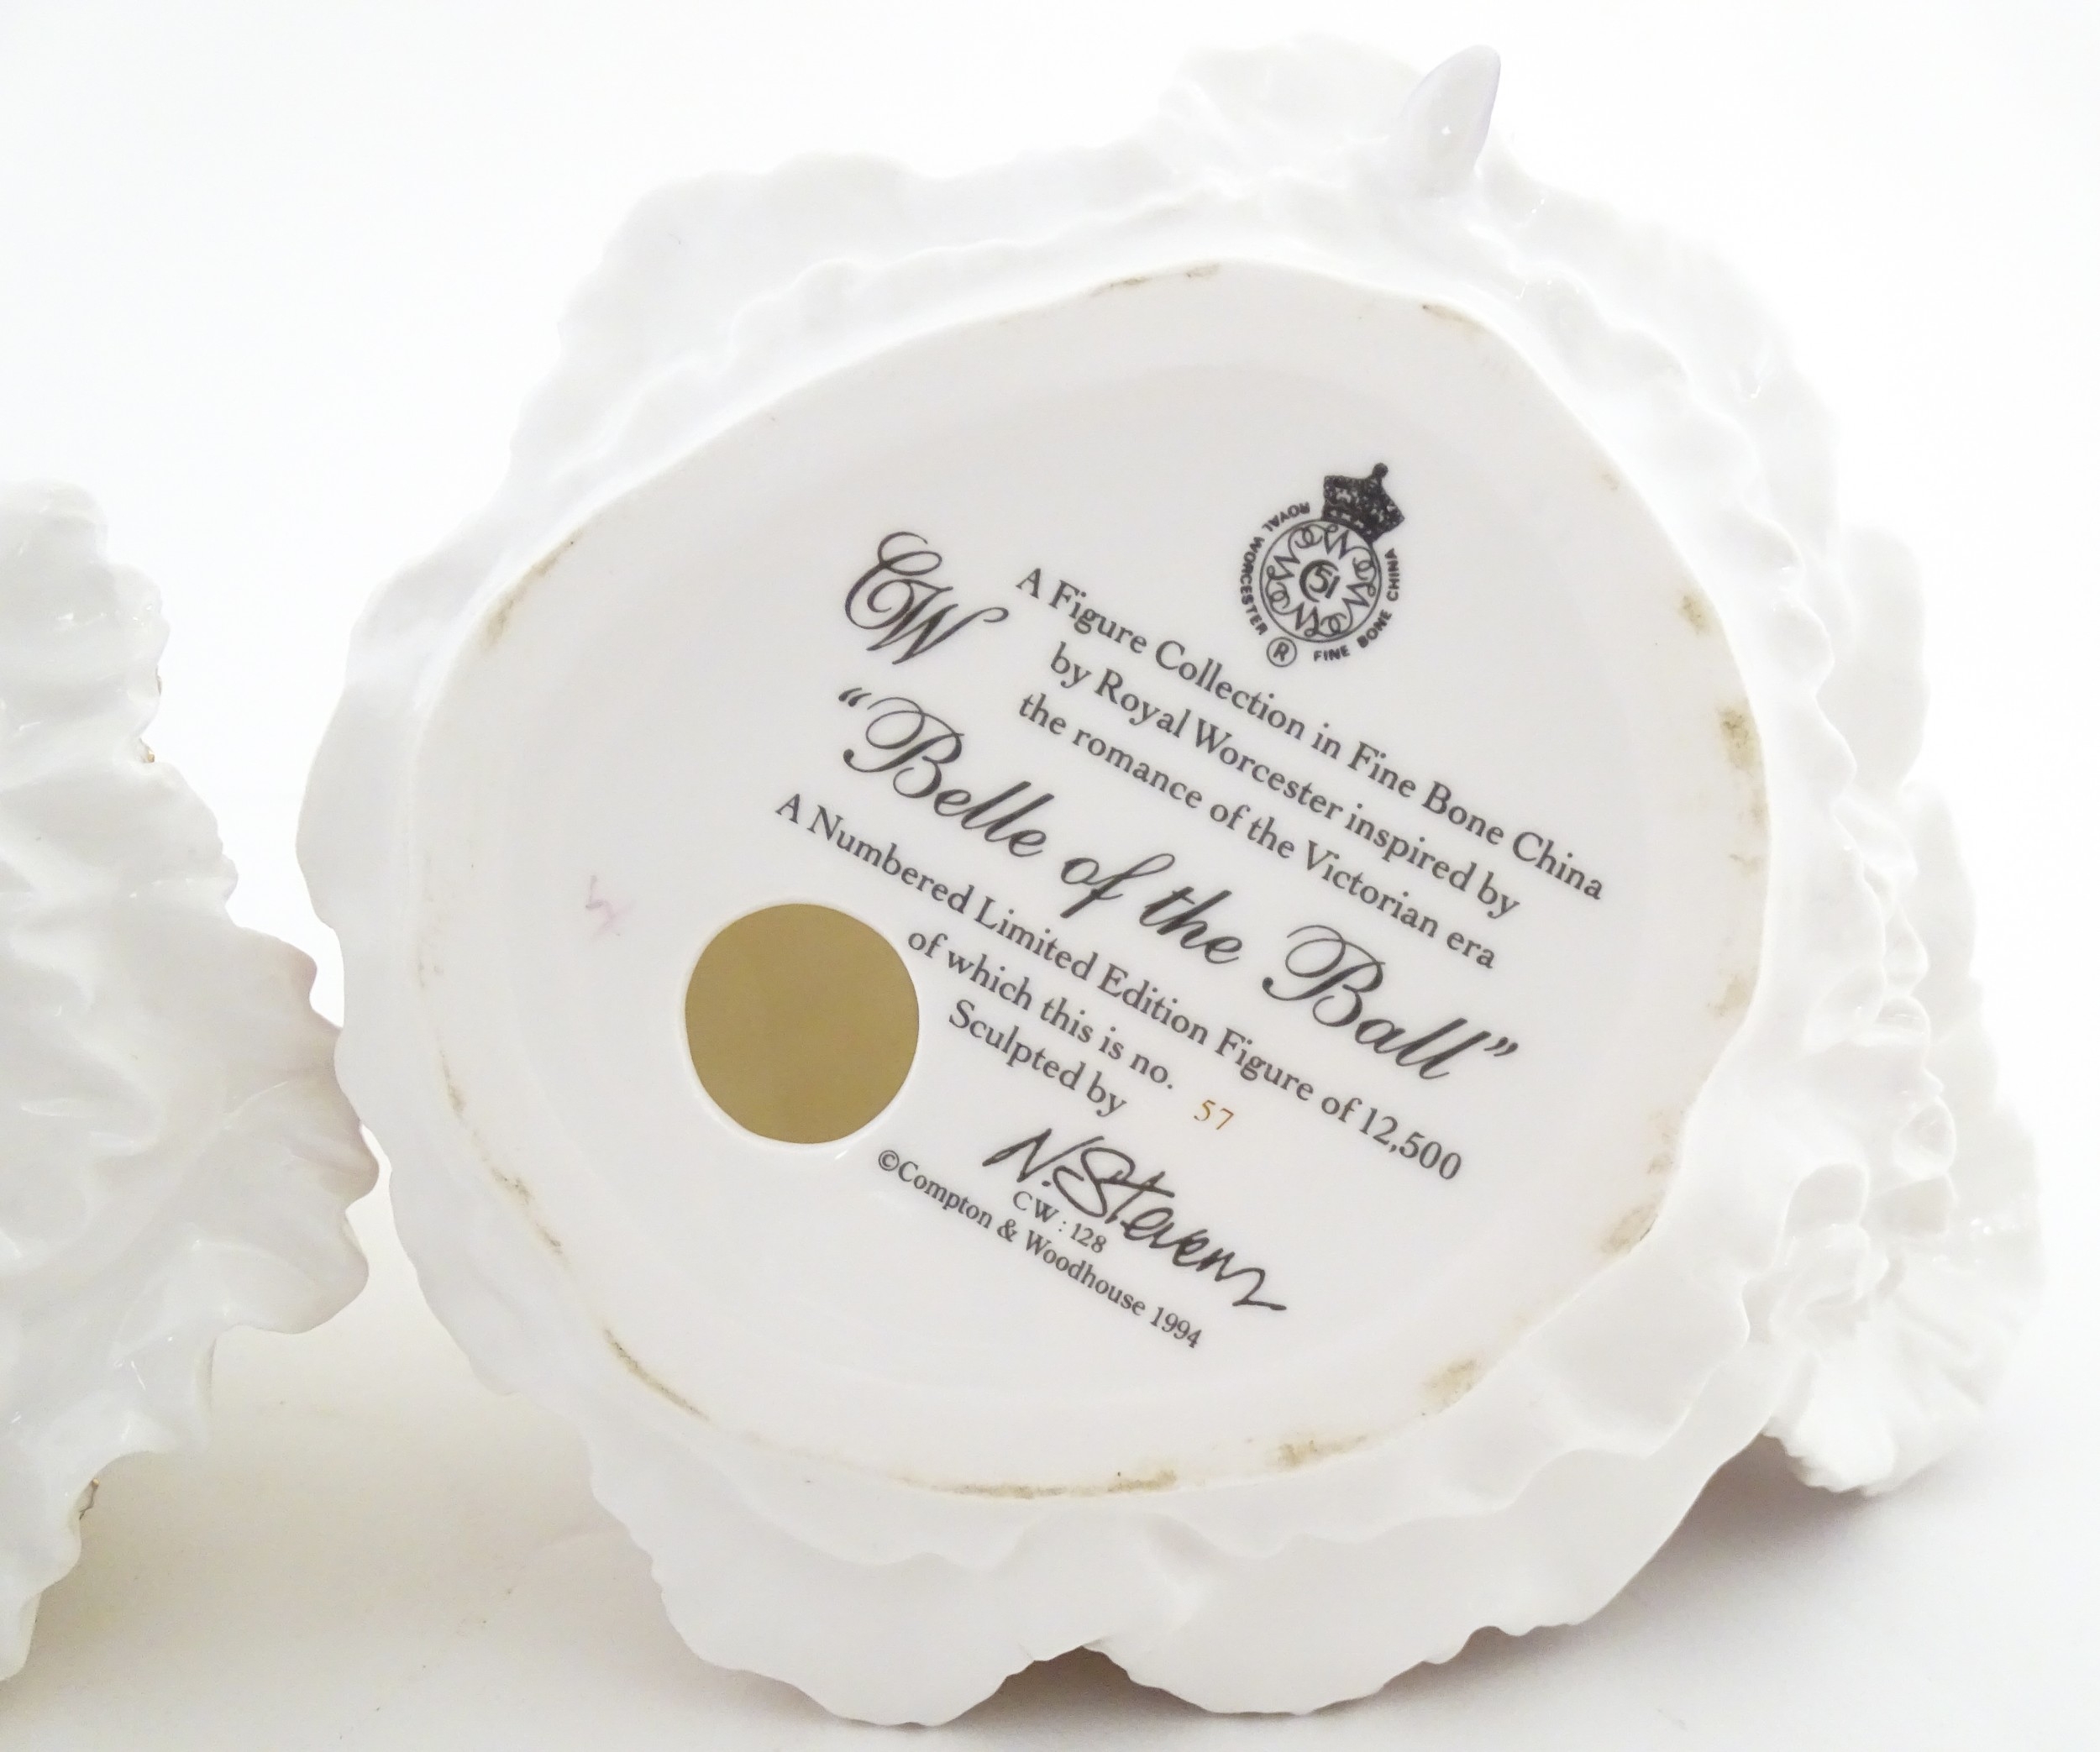 ROYAL WORCESTER
51
® FINE BONE CHINA
CW
A Figure Collection in Fine Bone China
by Royal Worcester inspired by
the romance of the Victorian era
“Belle of the Ball”
A Numbered Limited Edition Figure of 12,500
of which this is no. 57
Sculpted by
N. Stevens
CW : 128
©Compton & Woodhouse 1994